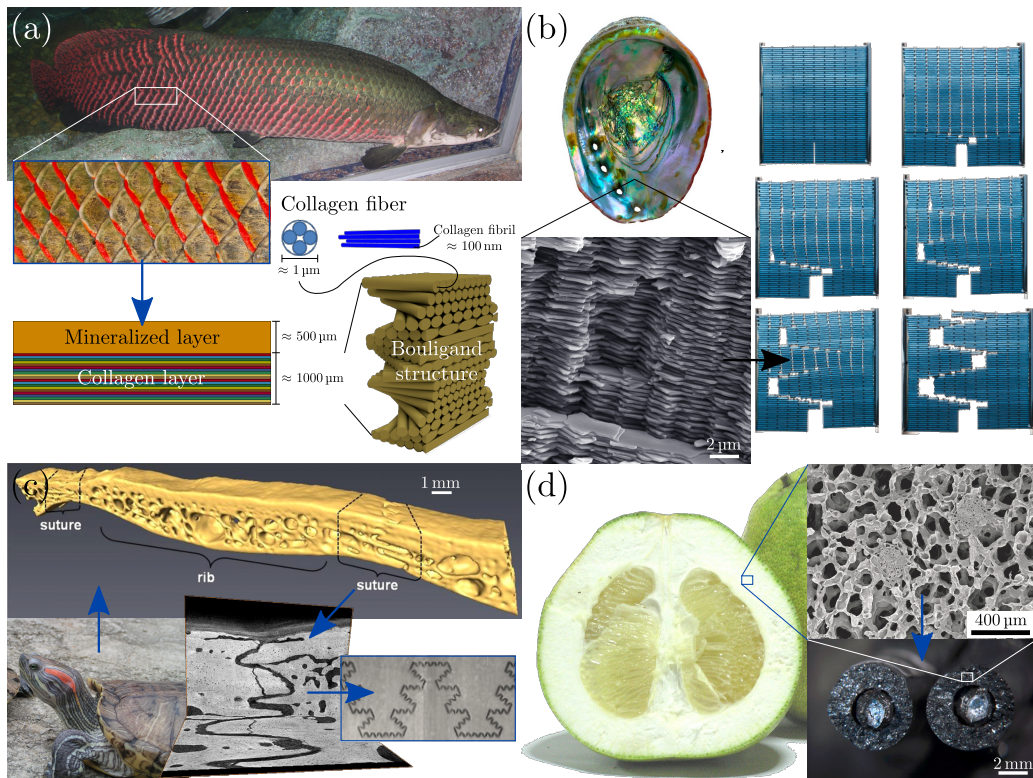 (a)
Collagen fiber
Collagen fibril
≈ 100 nm
≈ 1 µm
Mineralized layer
≈ 500 µm
Collagen layer
≈ 1000 µm
Bouligand
structure
(b)
,
2 µm
(c)
1 mm
suture
rib
suture
(d)
400 µm
2 mm